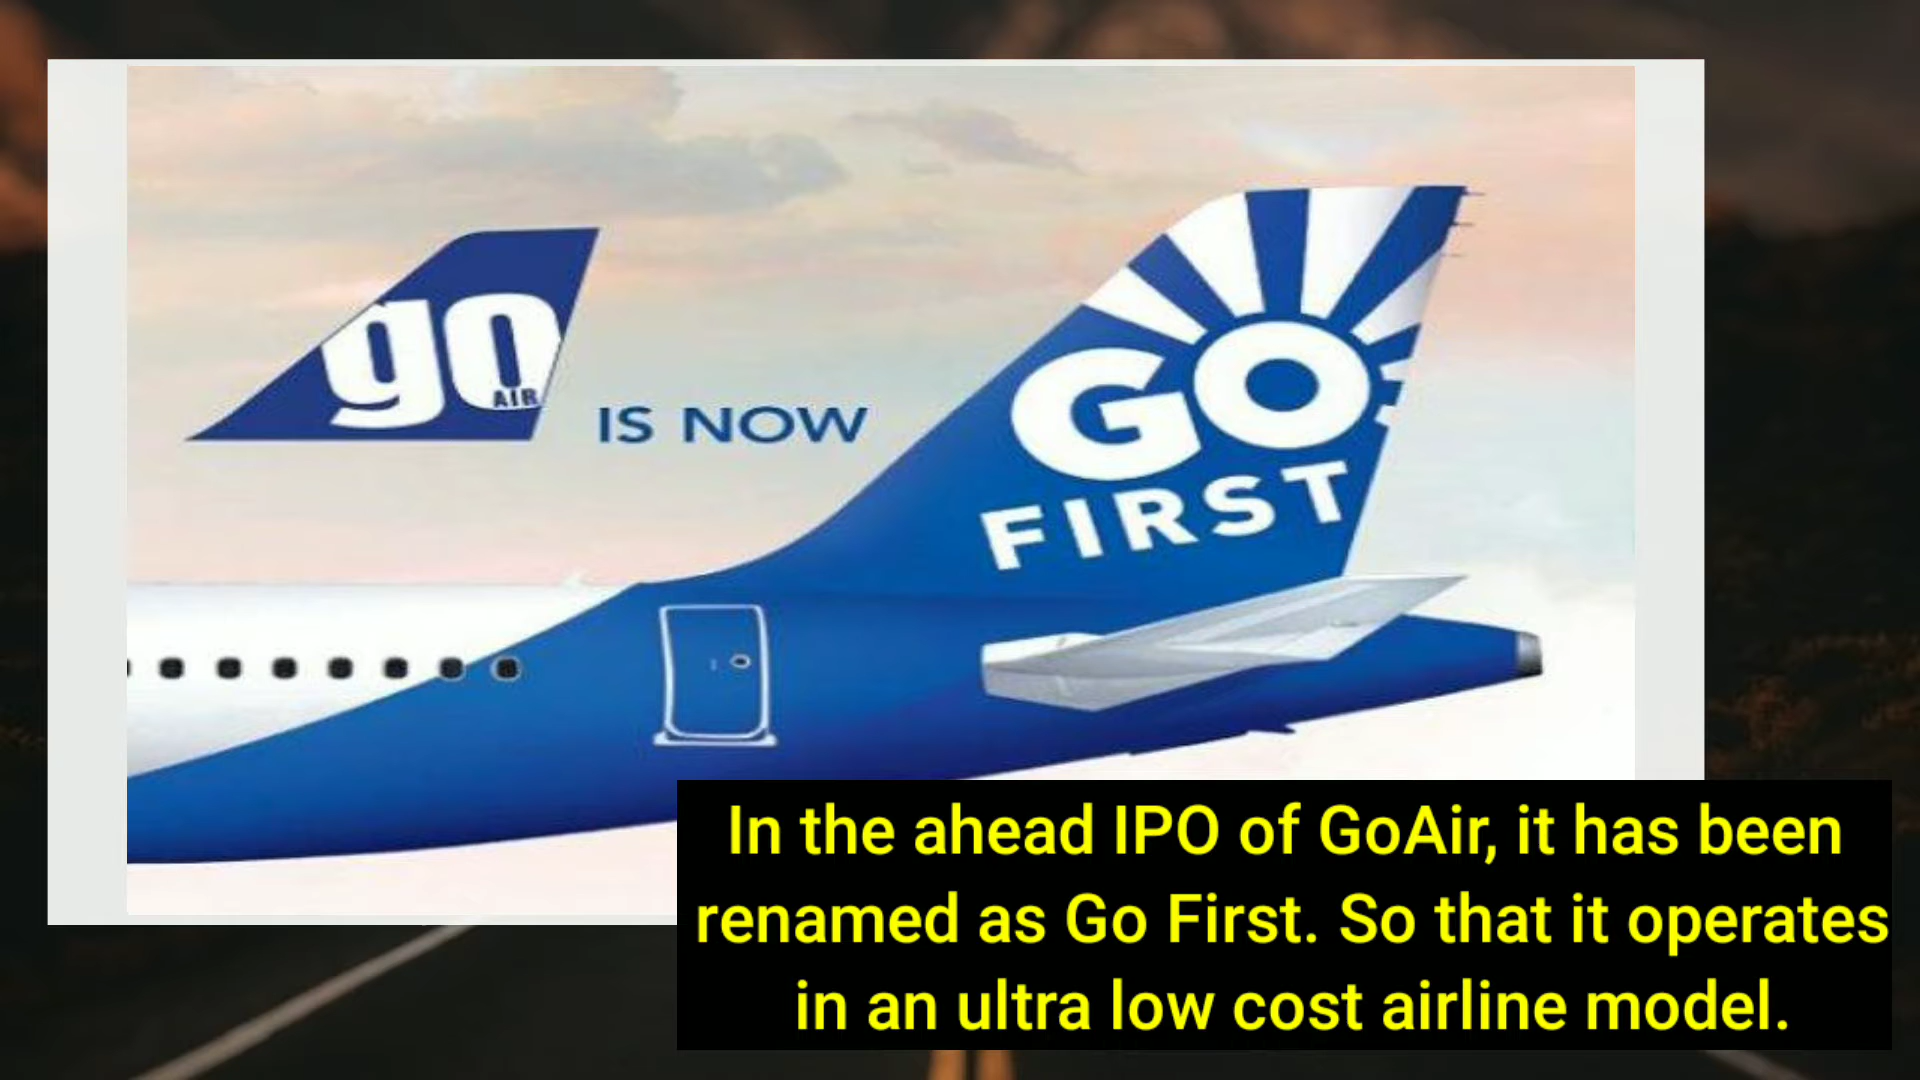 go
AIR
IS NOW
GO
FIRST
In the ahead IPO of GoAir, it has been
renamed as Go First. So that it operates
in an ultra low cost airline model.